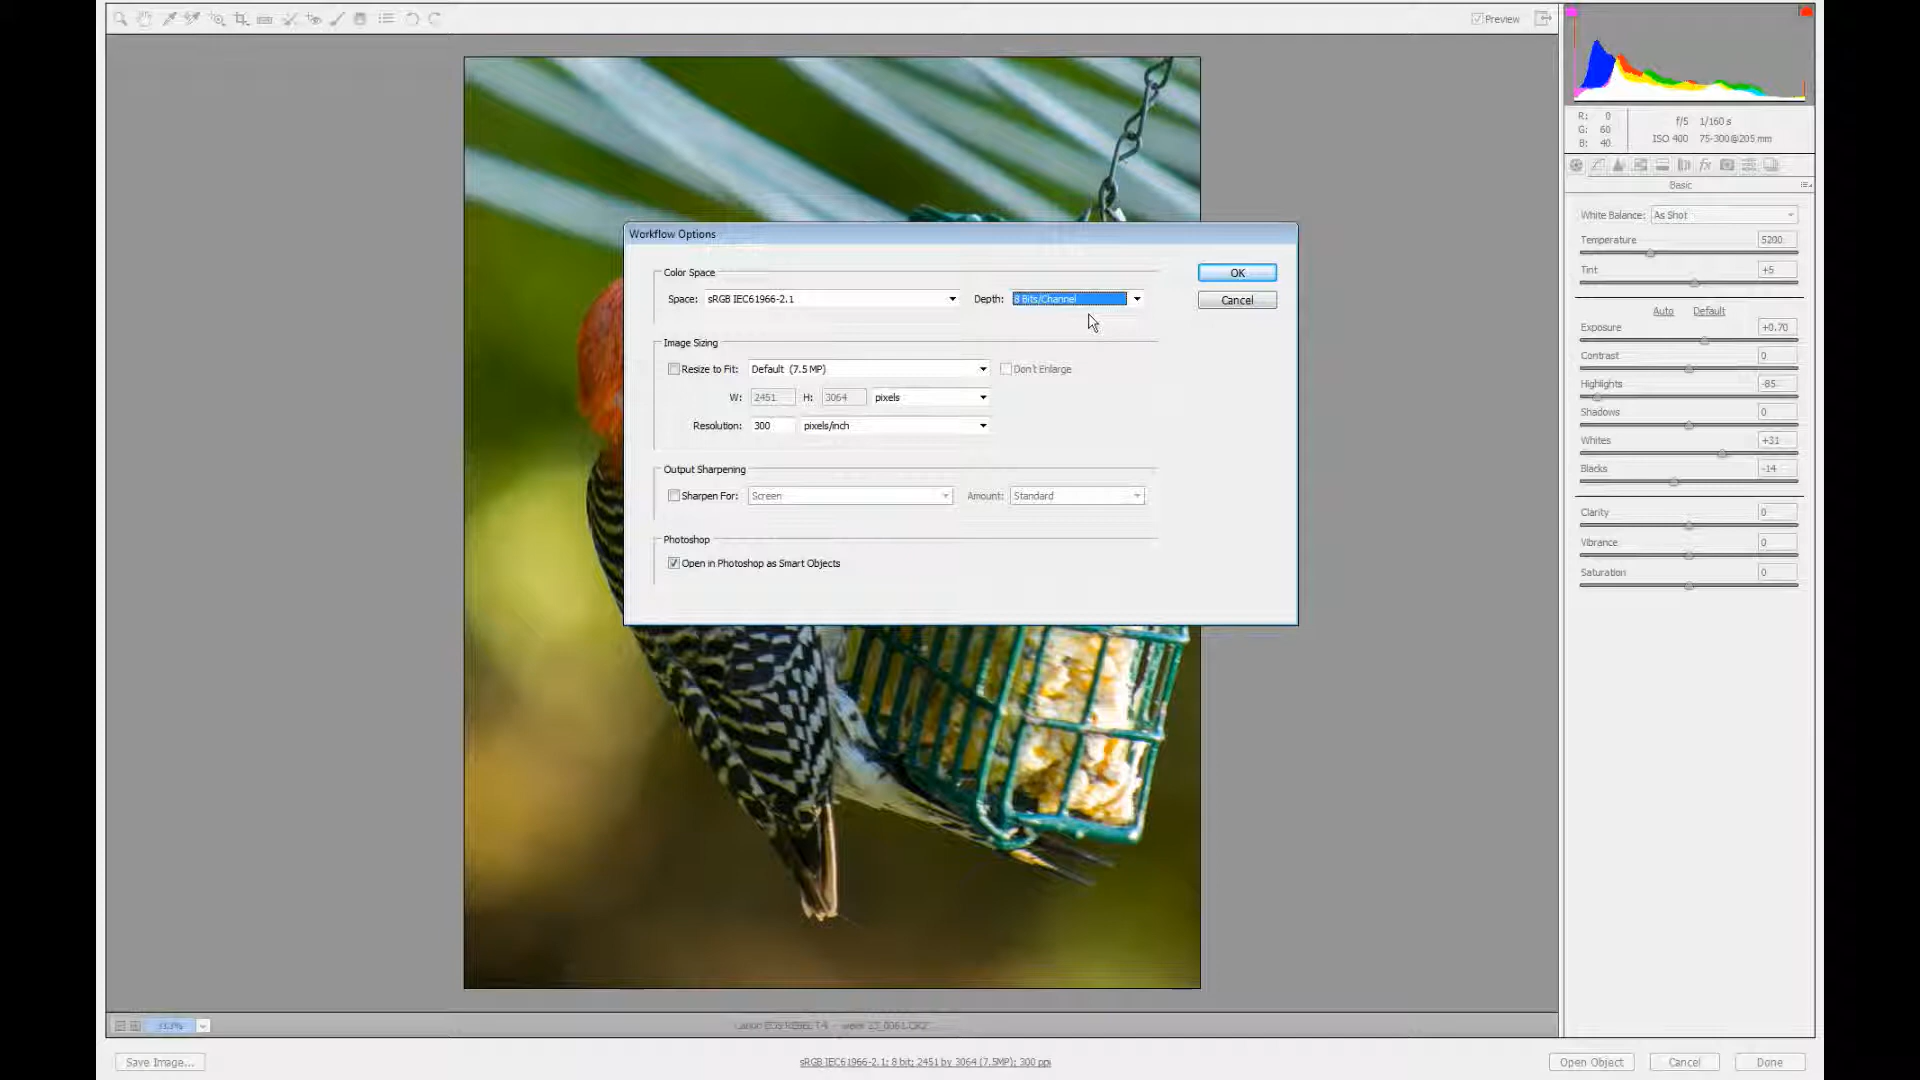 Preview
R: 0
G: 60
B: 40
f/5 1/160 s
ISO 400 75-300@205 mm
Basic
White Balance: As Shot
Temperature 5200
Tint +5
Auto Default
Exposure +0.70
Contrast 0
Highlights -85
Shadows 0
Whites +31
Blacks -14
Clarity 0
Vibrance 0
Saturation 0
Workflow Options
Color Space
Space: sRGB IEC61966-2.1 Depth: 8 Bits/Channel
OK
Cancel
Image Sizing
Resize to Fit: Default (7.5 MP) Don't Enlarge
W: 2451 H: 3064 pixels
Resolution: 300 pixels/inch
Output Sharpening
Sharpen For: Screen Amount: Standard
Photoshop
Open in Photoshop as Smart Objects
33.3%
Canon EOS REBEL
Save Image...
sRGB IEC61966-2.1; 8 bit; 2451 by 3064 (7.5MP); 300 ppi
Open Object Cancel Done